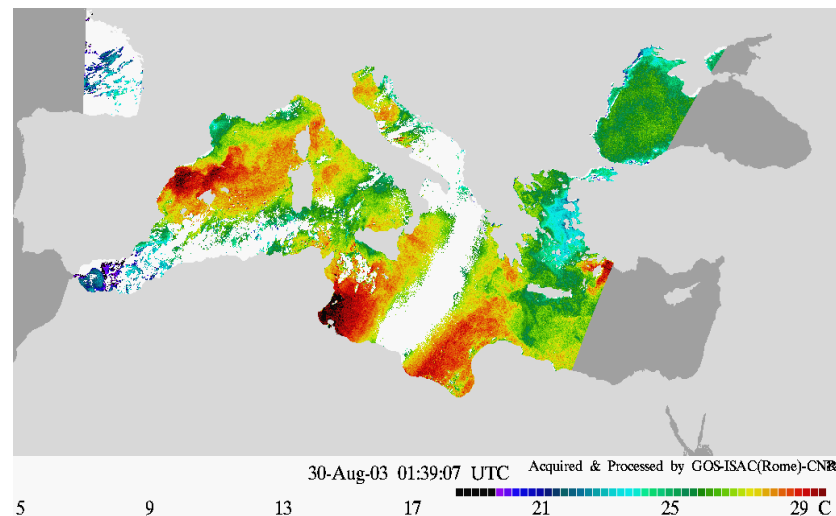 30-Aug-03 01:39:07 UTC Acquired & Processed by GOS-ISAC(Rome)-CNR
5 9 13 17 21 25 29 C